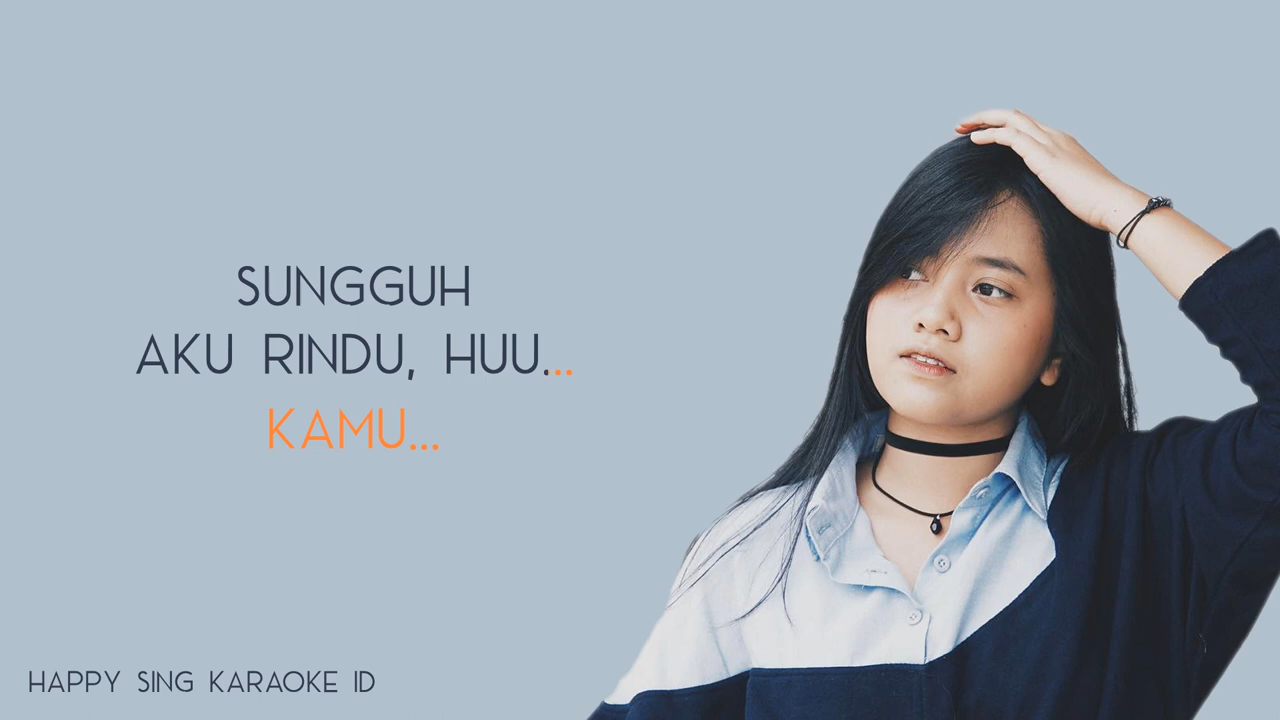 SUNGGUH
AKU RINDU, HUU...
KAMU...
HAPPY SING KARAOKE ID